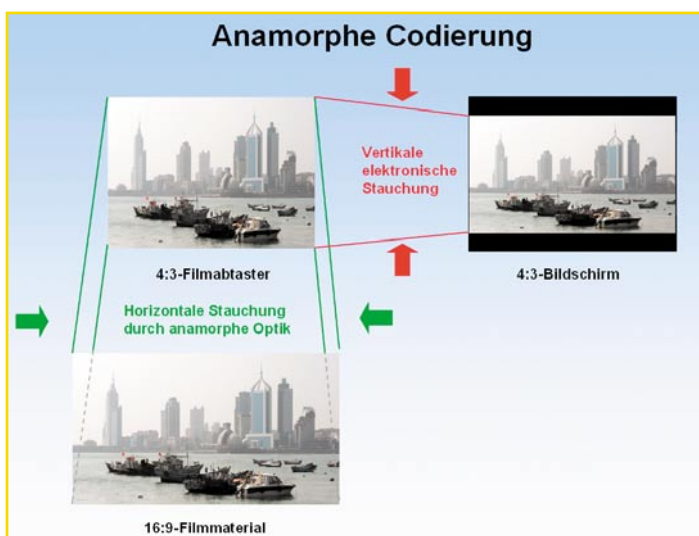 Anamorphe Codierung
Vertikale
elektronische
Stauchung
4:3-Filmabtaster
4:3-Bildschirm
Horizontale Stauchung
durch anamorphe Optik
16:9-Filmmaterial